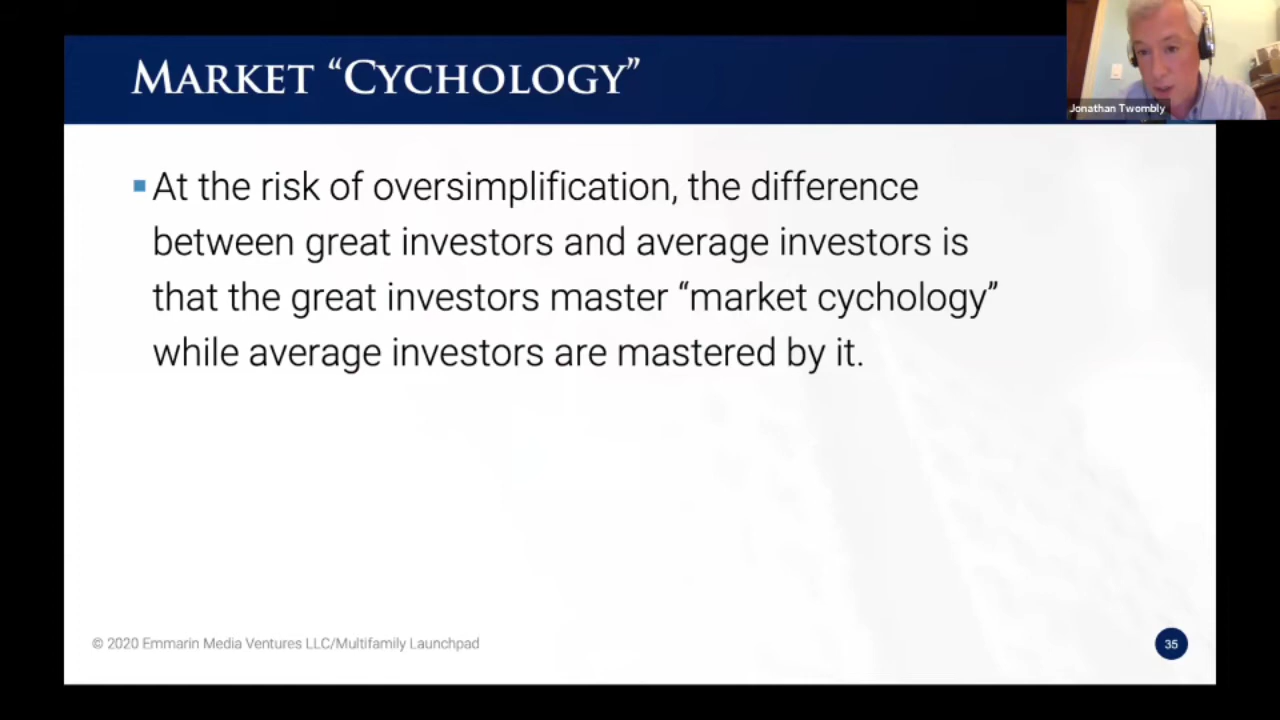 MARKET “CYCHOLOGY”
Jonathan Twombly
▪ At the risk of oversimplification, the difference
between great investors and average investors is
that the great investors master “market cychology”
while average investors are mastered by it.
© 2020 Emmarin Media Ventures LLC/Multifamily Launchpad
35